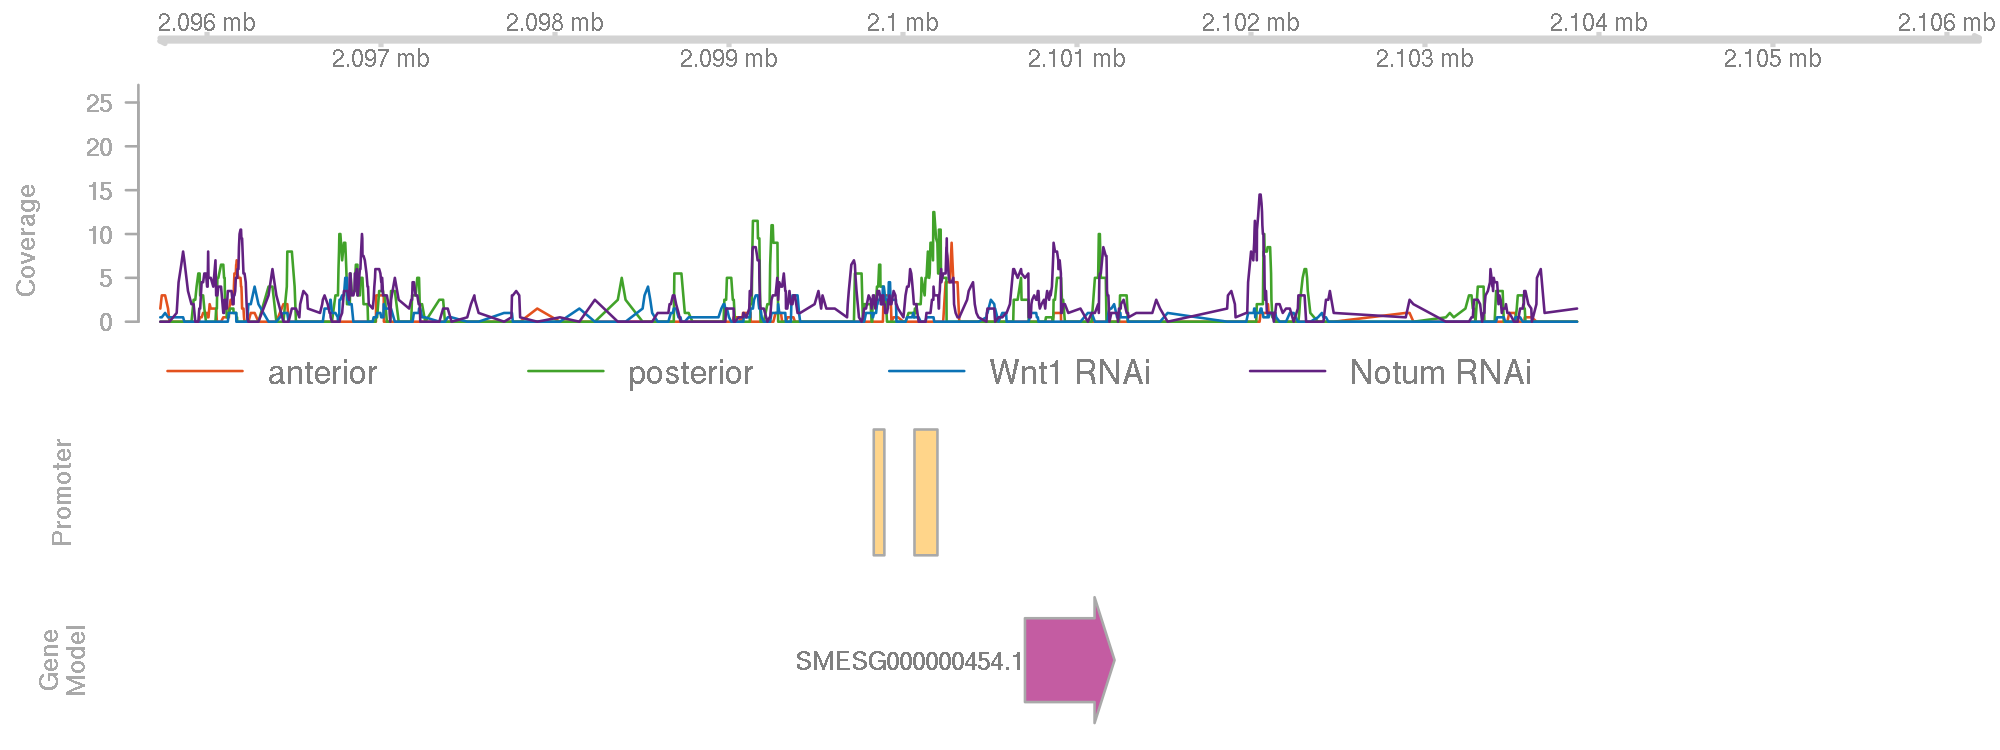 2.096 mb 2.098 mb 2.1 mb 2.102 mb 2.104 mb 2.106 mb
2.097 mb 2.099 mb 2.101 mb 2.103 mb 2.105 mb
Coverage
25
20
15
10
5
0
anterior posterior Wnt1 RNAi Notum RNAi
Promoter
Gene
Model
SMESG000000454.1